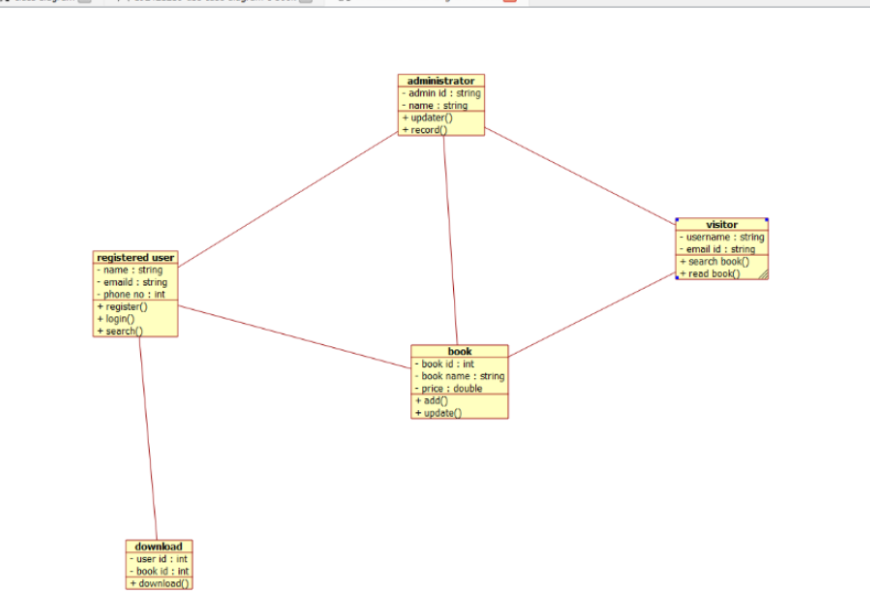 administrator
- admin id : string
- name : string
+ updater()
+ record()
visitor
- username : string
- email id : string
+ search book()
+ read book()
registered user
- name : string
- emaild : string
- phone no : int
+ register()
+ login()
+ search()
book
- book id : int
- book name : string
- price : double
+ add()
+ update()
download
- user id : int
- book id : int
+ download()